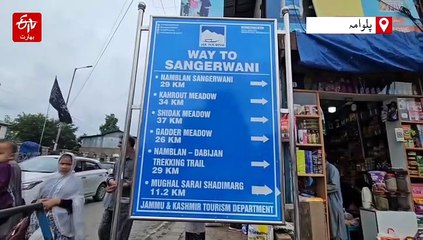 ETV
بھارت
پلوامہ
WAY TO
SANGERWANI
NAMBLAN SANGERWANI
29 KM
KAHROUT MEADOW
34 KM
SHIDAK MEADOW
37 KM
GADDER MEADOW
26 KM
NAMBLAN – DABIJAN
TREKKING TRAIL
29 KM
MUGHAL SARAI SHADIMARG
11.2 KM
JAMMU & KASHMIR TOURISM DEPARTMENT